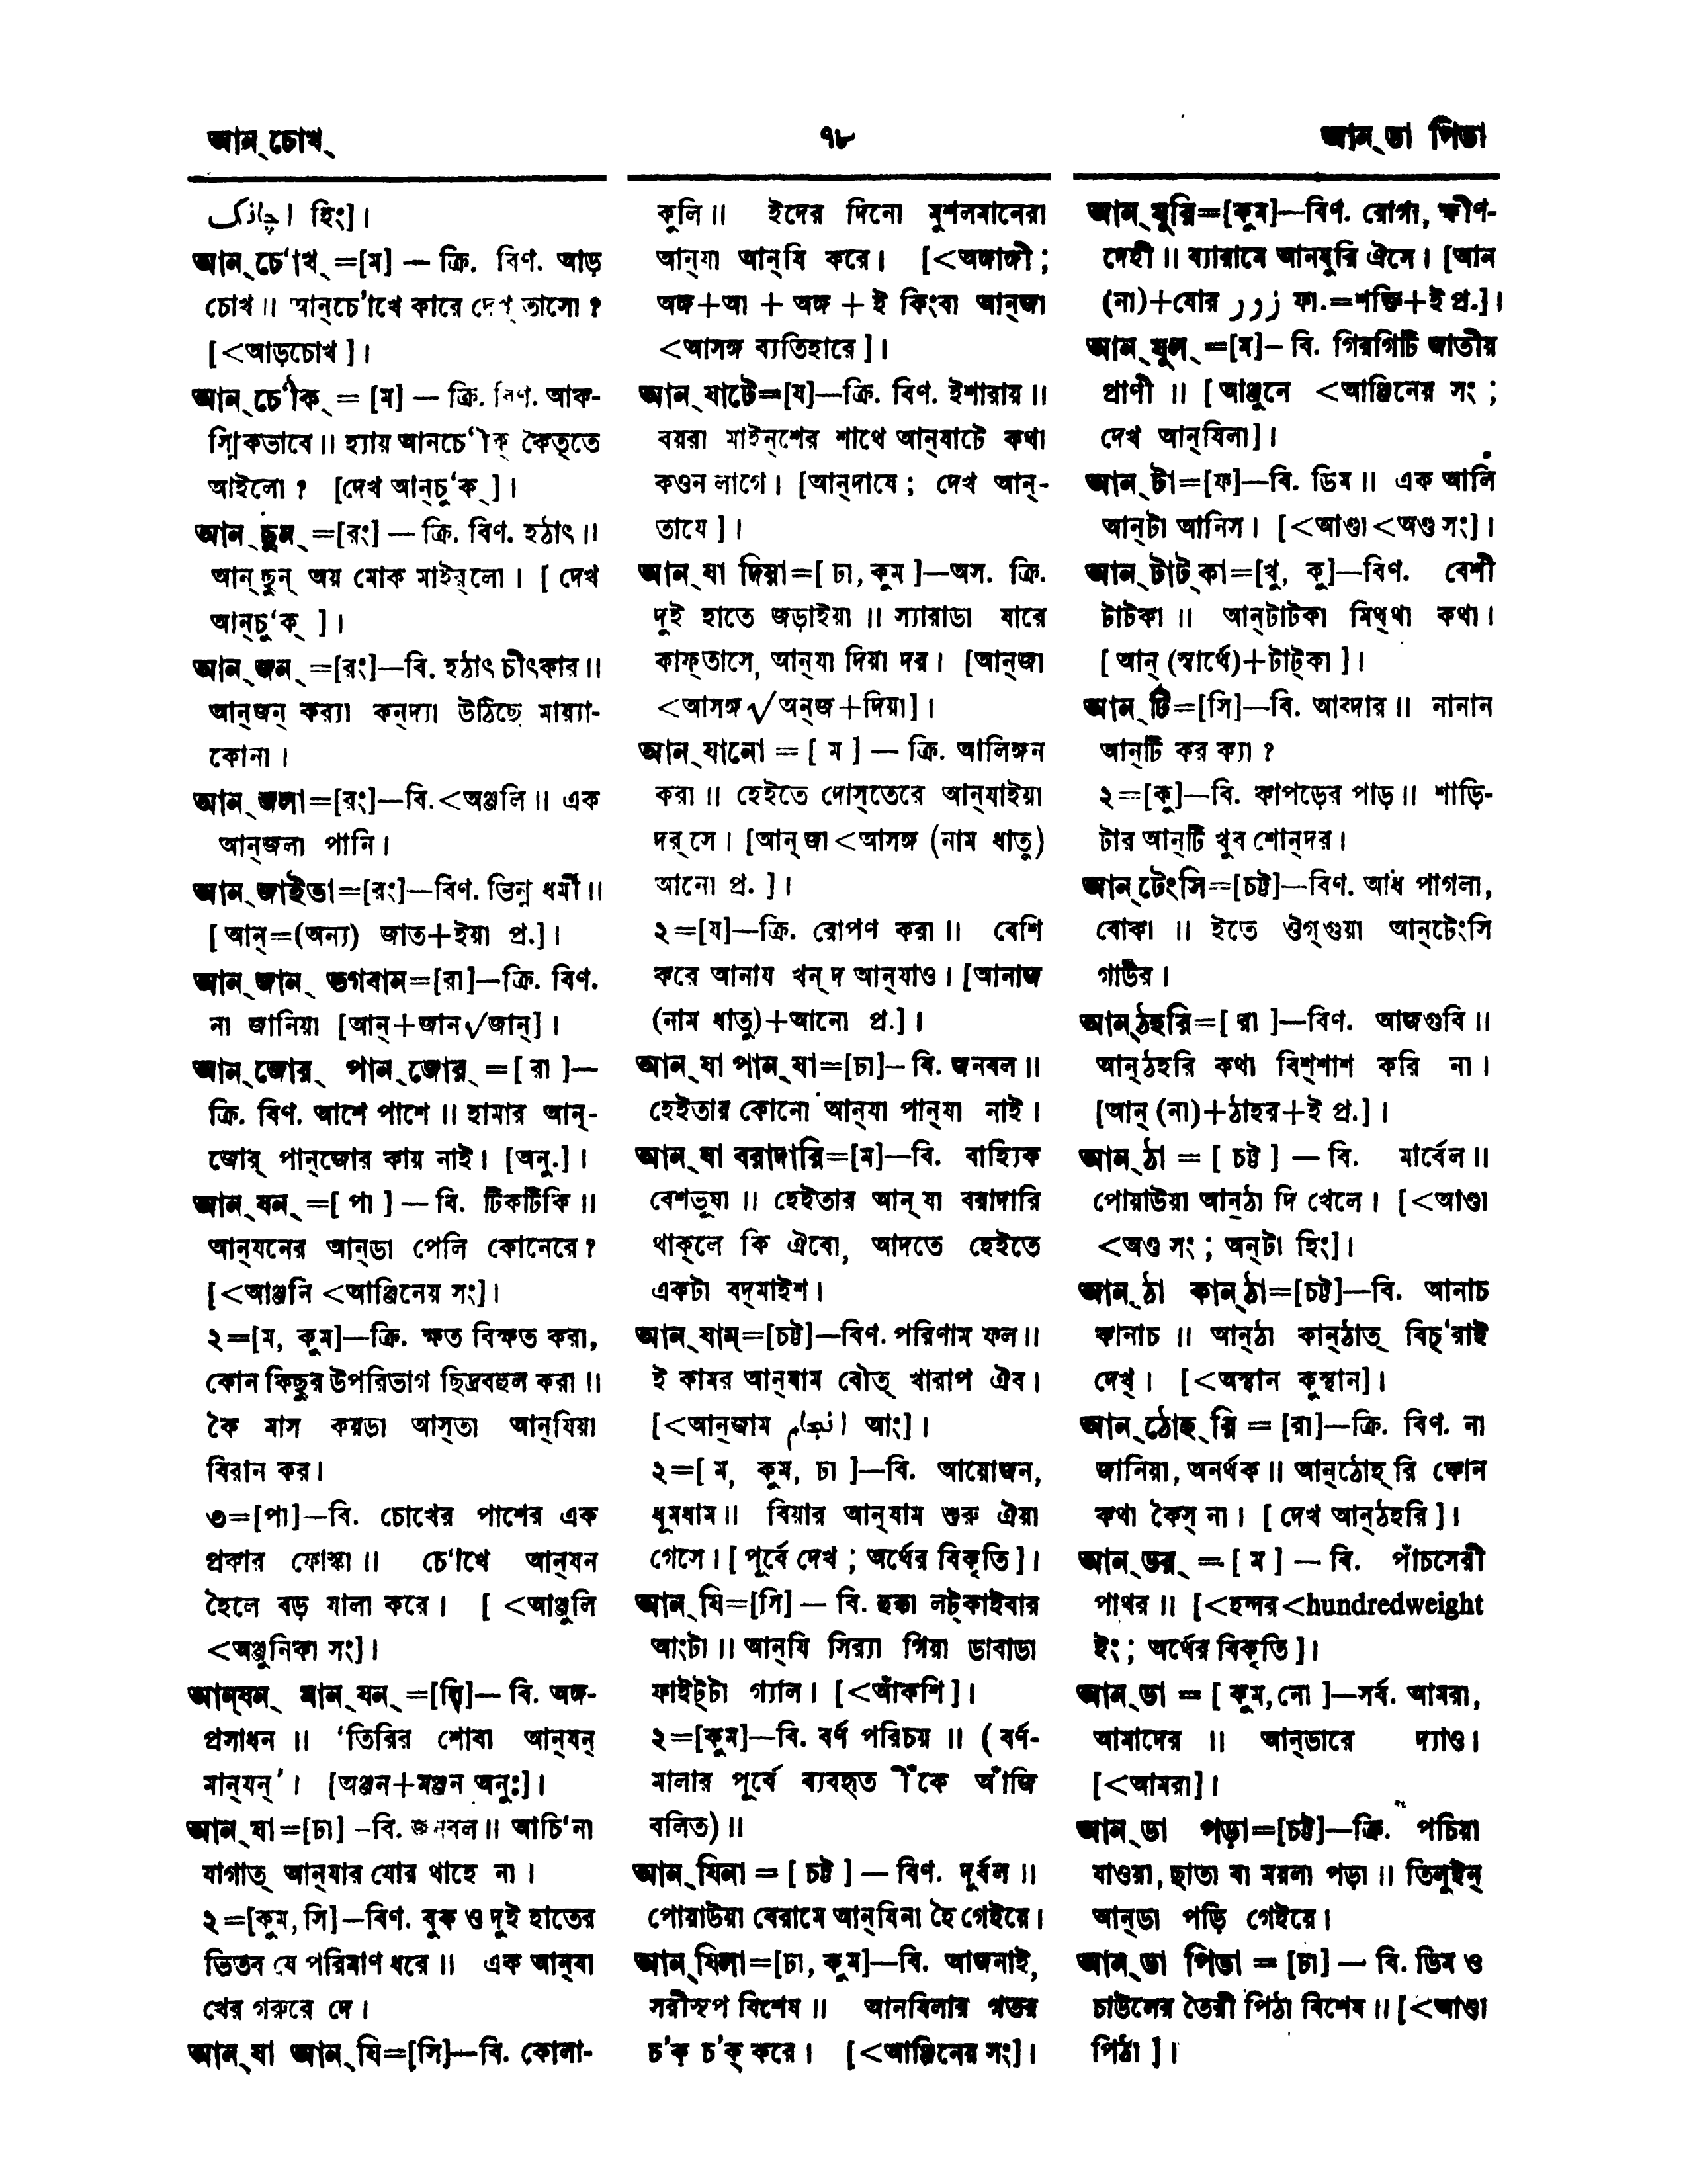 আন্‌চোখ্
৭৮
আন্‌ডা পিডা
اچانک হিং]।
আন্‌চে‘াখ্=[ম] — ক্রি. বিণ. আড়
চোখ॥ আন্‌চে‘াখে কারে দেখ্‌তাসো?
[<আড়চোখ]।
আন্‌চে‘ৗক=[ম] — ক্রি. বিণ. আক-
স্মিকভাবে॥ হ্যায় আনচে‘ৗক্ কৈত্‌তে
আইলো? [দেখ আন্‌চু‘ক্]।
আন্‌ছুন্=[রং] — ক্রি. বিণ. হঠাৎ॥
আন্‌ছুন্ অয় মোক মাইর্‌লো। [দেখ
আন্‌চু‘ক্]।
আন্‌জন্=[রং]—বি. হঠাৎ চীৎকার॥
আন্‌জন্ কর‍্যা কন্‌দ্যা উঠিছে মায়্যা-
কোনা।
আন্‌জলা=[রং]—বি.<অঞ্জলি॥ এক
আন্‌জলা পানি।
আন্‌জাইতা=[রং]—বিণ. ভিন্ন ধর্মী॥
[আন্=(অন্য) জাত+ইয়া প্র.]।
আন্‌জান্ ভগবান=[রা]—ক্রি. বিণ.
না জানিয়া [আন্+জান√জান্]।
আন্‌জোর্ পান্‌জোর্=[রা]—
ক্রি. বিণ. আশে পাশে॥ হামার আন্-
জোর্ পান্‌জোর কায় নাই। [অনু.]।
আন্‌যন্=[পা] — বি. টিকটিকি॥
আন্‌যনের আন্‌ডা পেলি কোনেরে?
[<আঞ্জনি <আঞ্জিনেয় সং]।
২=[ম, কুম]—ক্রি. ক্ষত বিক্ষত করা,
কোন কিছুর উপরিভাগ ছিদ্রবহুল করা॥
কৈ মাস কয়ডা আস্‌তা আন্‌যিয়া
বিরান কর।
৩=[পা]—বি. চোখের পাশের এক
প্রকার ফোস্কা॥ চে‘াখে আন্‌যন
হৈলে বড় যালা করে। [<আঞ্জুলি
<অঞ্জুনিকা সং]।
আন্‌যন্ মান্‌যন্=[ত্রি]— বি. অঙ্গ-
প্রসাধন॥ ‘তিরির শোবা আন্‌যন্
মান্‌যন্’। [অঞ্জন+মঞ্জন অনুঃ]।
আন্‌যা=[ঢা] –বি. জনবল॥ আচি‘না
যাগাত্ আন্‌যার যোর থাহে না।
২=[কুম, সি]—বিণ. বুক ও দুই হাতের
ভিতর যে পরিমাণ ধরে॥ এক আন্‌যা
খের গরুরে দে।
আন্‌যা আন্‌যি=[সি]—বি. কোলা-
কুলি॥ ইদের দিনো মুশলমানেরা
আন্‌যা আন্‌যি করে। [<অঙ্গাঙ্গী;
অঙ্গ+আ + অঙ্গ + ই কিংবা আন্‌জা
<আসঙ্গ ব্যতিহারে]।
আন্‌যাটে=[য]—ক্রি. বিণ. ইশারায়॥
বয়রা মাইন্‌শের শাথে আন্‌যাটে কথা
কওন লাগে। [আন্‌দাযে; দেখ আন্-
তাযে]।
আন্‌যা দিয়া=[ঢা, কুম]—অস. ক্রি.
দুই হাতে জড়াইয়া॥ স্যারাডা যারে
কাফ্‌তাসে, আন্‌যা দিয়া দর। [আন্‌জা
<আসঙ্গ√অন্‌জ+দিয়া]।
আন্‌যানো=[ম] — ক্রি. আলিঙ্গন
করা॥ হেইতে দোস্‌তেরে আন্‌যাইয়া
দর্‌সে। [আন্‌জা<আসঙ্গ (নাম ধাতু)
আনো প্র.]।
২=[য]—ক্রি. রোপণ করা॥ বেশি
করে আনায খন্‌দ আন্‌যাও। [আনাজ
(নাম ধাতু)+আনো প্র.]।
আন্‌যা পান্‌যা=[ঢা]—বি. জনবল॥
হেইতার কোনো আন্‌যা পান্‌যা নাই।
আন্‌যা বরাদারি=[ম]—বি. বাহ্যিক
বেশভূষা॥ হেইতার আন্‌যা বরাদারি
থাক্‌লে কি ঐবো, আদতে হেইতে
একটা বদ্‌মাইশ।
আন্‌যাম্=[চট্ট]—বিণ. পরিণাম ফল॥
ই কামর আন্‌যাম বৌত্ খারাপ ঐব।
[<আন্‌জাম انجام আং]।
২=[ম, কুম, ঢা]—বি. আয়োজন,
ধূমধাম॥ বিয়ার আন্‌যাম শুরু ঐয়া
গেসে। [পূর্বে দেখ; অর্থের বিকৃতি]।
আন্‌যি=[সি] — বি. হুক্কা লট্‌কাইবার
আংটা॥ আন্‌যি সির‍্যা গিয়া ডাবাডা
ফাইট্‌টা গ্যাল। [<আঁকশি]।
২=[কুম]—বি. বর্ণ পরিচয়॥ (বর্ণ-
মালার পূর্বে ব্যবহৃত ঁ কে আঁজি
বলিত)॥
আন্‌যিনা=[চট্ট] — বিণ. দূর্বল॥
পোয়াউয়া বেরামে আন্‌যিনা হৈ গেইয়ে।
আন্‌যিলা=[ঢা, কুম]—বি. আজনাই,
সরীসৃপ বিশেষ॥ আনযিলার গতর
চ‘ক্ চ‘ক্ করে। [<আঞ্জিনেয় সং]।
আন্‌যুরি=[কুম]—বিণ. রোগা, ক্ষীণ-
দেহী॥ ব্যারামে আনযুরি ঐসে। [আন
(না)+যোর زور ফা.=শক্তি+ই প্র.]।
আন্‌যুল্=[ম]— বি. গিরগিটি জাতীয়
প্রাণী॥ [আঞ্জুনে <আঞ্জিনেয় সং;
দেখ আন্‌যিলা]।
আন্‌টা=[ফ]—বি. ডিম॥ এক আলি
আন্‌টা আনিস। [<আণ্ডা<অণ্ড সং]।
আন্‌টাট্‌কা=[খু, কু]—বিণ. বেশী
টাটকা॥ আন্‌টাটকা মিথ্‌থা কথা।
[আন্ (স্বার্থে)+টাট্‌কা]।
আন্‌টি=[সি]—বি. আব্দার॥ নানান
আন্‌টি কর ক্যা?
২=[কু]—বি. কাপড়ের পাড়॥ শাড়ি-
টার আন্‌টি খুব শোন্‌দর।
আন্‌টেংসি=[চট্ট]—বিণ. আধ পাগলা,
বোকা॥ ইতে ঔগ্‌গুয়া আন্‌টেংসি
গাউর।
আন্‌ঠহরি=[রা]—বিণ. আজগুবি॥
আন্‌ঠহরি কথা বিশ্‌শাশ করি না।
[আন্ (না)+ঠাহর+ই প্র.]।
আন্‌ঠা=[চট্ট] — বি. মার্বেল॥
পোয়াউয়া আন্‌ঠা দি খেলে। [<আণ্ডা
<অণ্ড সং; অন্‌টা হিং]।
আন্‌ঠা কান্‌ঠা=[চট্ট]—বি. আনাচ
কানাচ॥ আন্‌ঠা কান্‌ঠাত্ বিচু‘রাই
দেখ্। [<অস্থান কুস্থান]।
আন্‌ঠোহ্‌রি=[রা]—ক্রি. বিণ. না
জানিয়া, অনর্থক॥ আন্‌ঠোহ্‌রি কোন
কথা কৈস্ না। [দেখ আন্‌ঠহরি]।
আন্‌ডর্=[ম] — বি. পাঁচসেরী
পাথর॥ [<হন্দর<hundredweight
ইং; অর্থের বিকৃতি]।
আন্‌ডা=[কুম, নো]—সর্ব. আমরা,
আমাদের॥ আন্‌ডারে দ্যাও।
[<আমরা]।
আন্‌ডা পড়া=[চট্ট]—ক্রি. পচিয়া
যাওয়া, ছাতা বা ময়লা পড়া॥ তিলুইন্
আন্‌ডা পড়ি গেইয়ে।
আন্‌ডা পিডা=[ঢা] — বি. ডিম ও
চাউলের তৈরী পিঠা বিশেষ॥ [<আণ্ডা
পিঠা]।